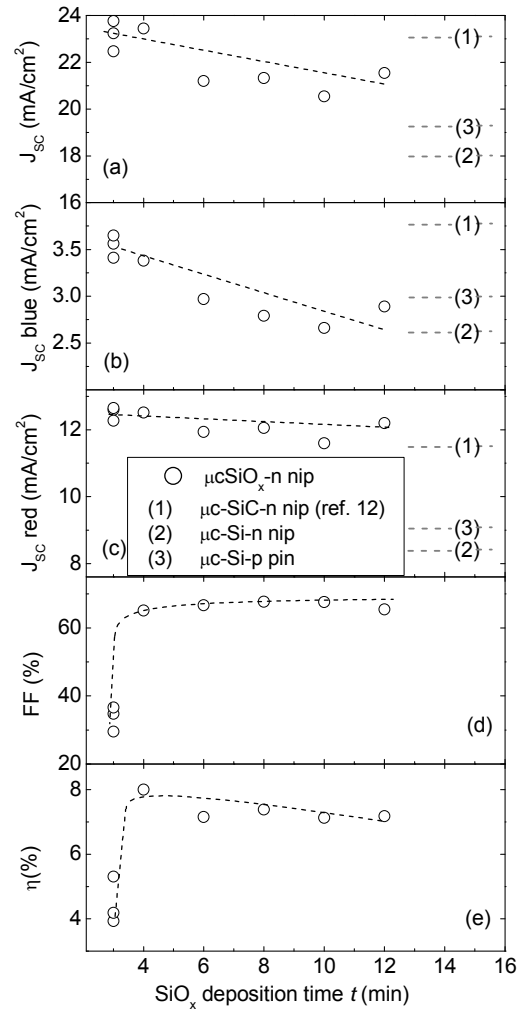 24
22
20
18
16
J_SC (mA/cm²)
(a)
(1)
(3)
(2)
3.5
3.0
2.5
J_SC blue (mA/cm²)
(b)
(1)
(3)
(2)
12
10
8
J_SC red (mA/cm²)
(c)
(1)
(3)
(2)
μcSiO_x-n nip
(1) μc-SiC-n nip (ref. 12)
(2) μc-Si-n nip
(3) μc-Si-p pin
60
40
20
FF (%)
(d)
8
6
4
η(%)
(e)
4 6 8 10 12 14 16
SiO_x deposition time t (min)